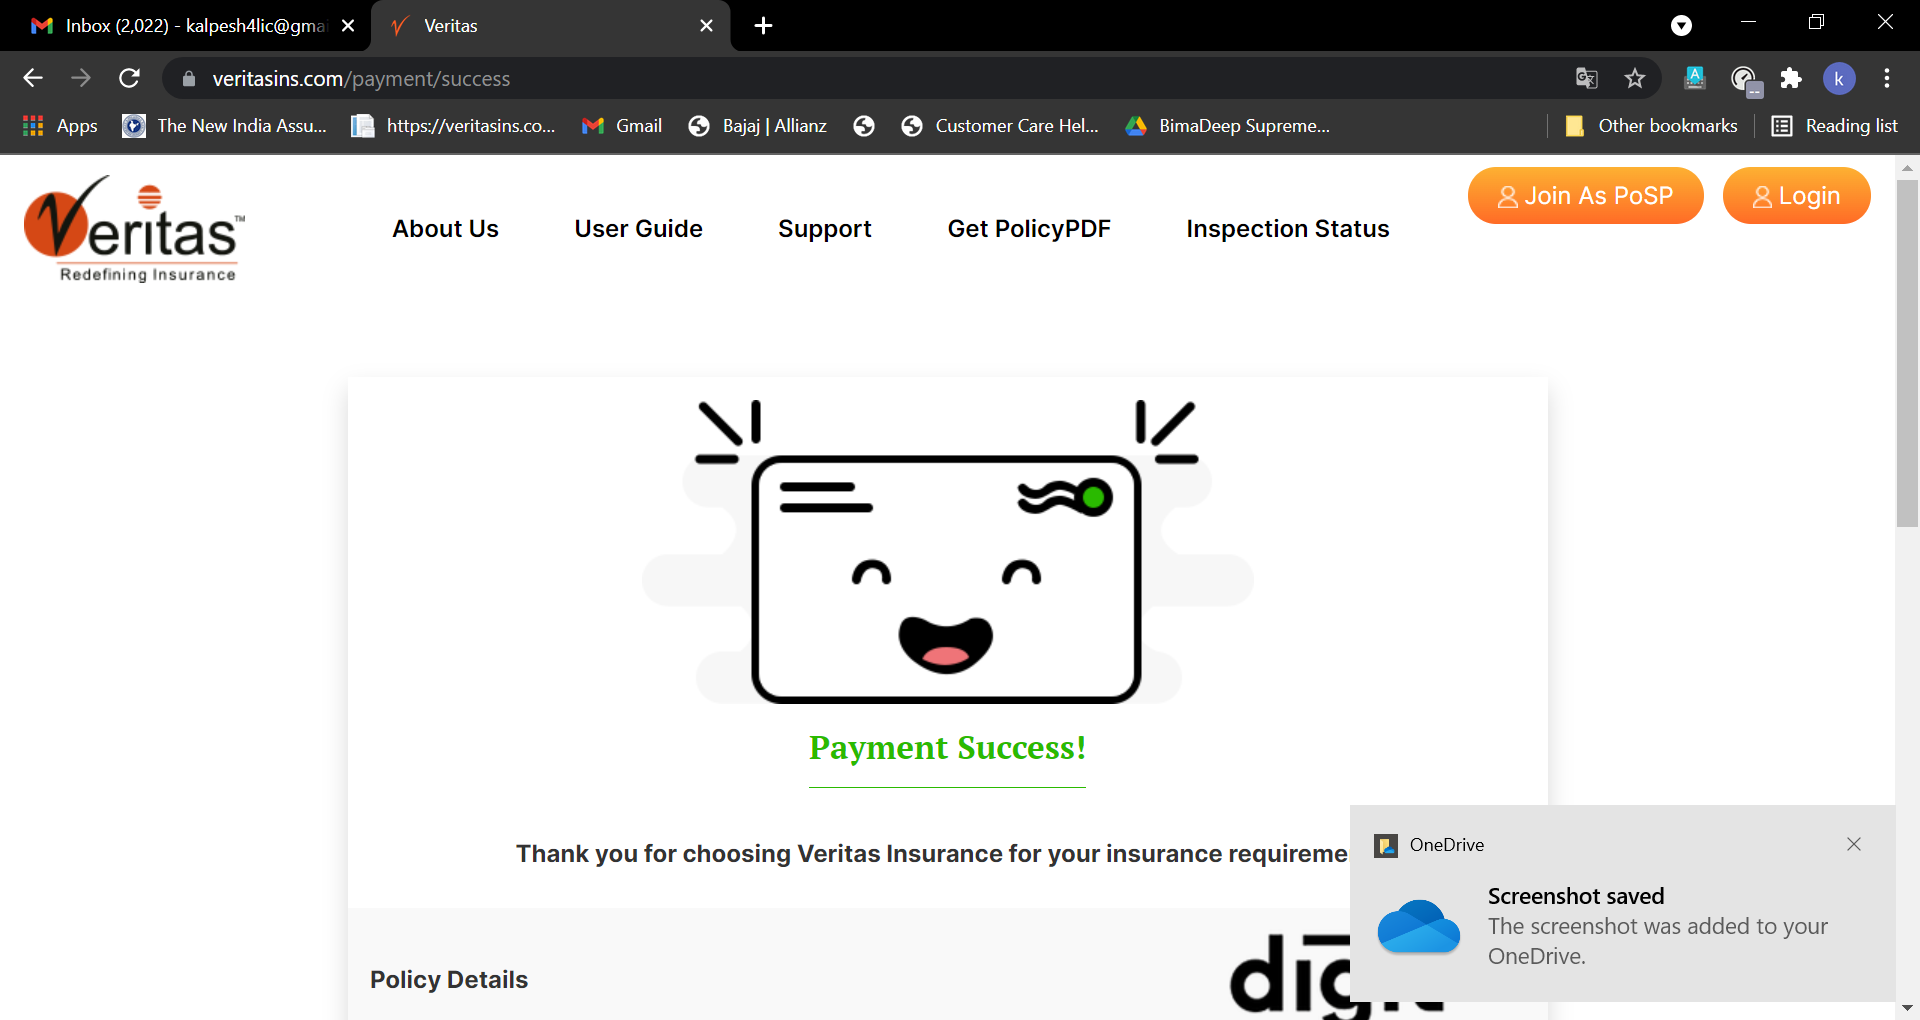 Inbox (2,022) - kalpesh4lic@gma
Veritas
veritasins.com/payment/success
Apps
The New India Assu...
https://veritasins.co...
Gmail
Bajaj | Allianz
Customer Care Hel...
BimaDeep Supreme...
Other bookmarks
Reading list
Veritas™
Redefining Insurance
About Us
User Guide
Support
Get PolicyPDF
Inspection Status
Join As PoSP
Login
Payment Success!
Thank you for choosing Veritas Insurance for your insurance requireme
Policy Details
OneDrive
Screenshot saved
The screenshot was added to your
OneDrive.